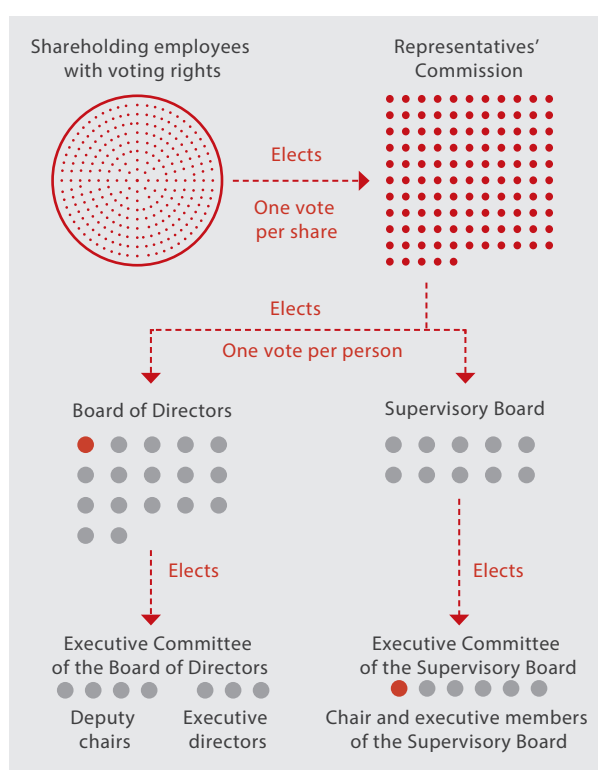 Shareholding employees
with voting rights
Representatives’
Commission
Elects
One vote
per share
Elects
One vote per person
Board of Directors
Supervisory Board
Elects
Elects
Executive Committee
of the Board of Directors
Executive Committee
of the Supervisory Board
Deputy
chairs
Executive
directors
Chair and executive members
of the Supervisory Board